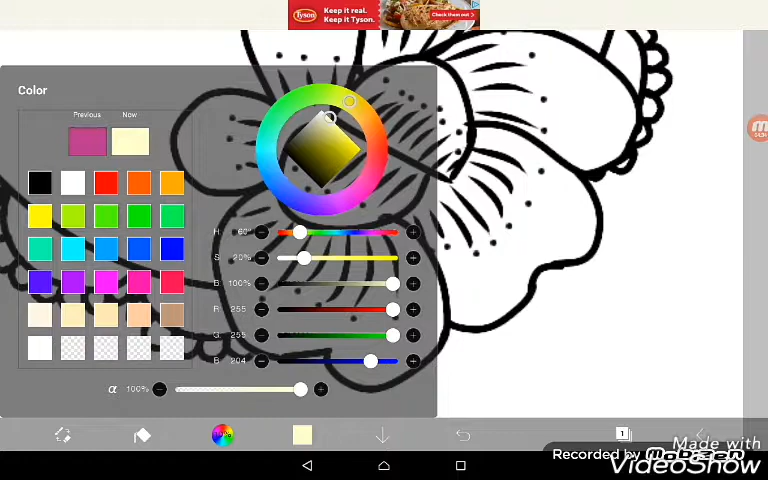 Tyson
Keep it real.
Keep it Tyson.
Check them out >
Color
Previous
Now
H 60°
S 20%
B 100%
R 255
G 255
B 204
α 100%
1
Made with
Recorded by
VideoShow